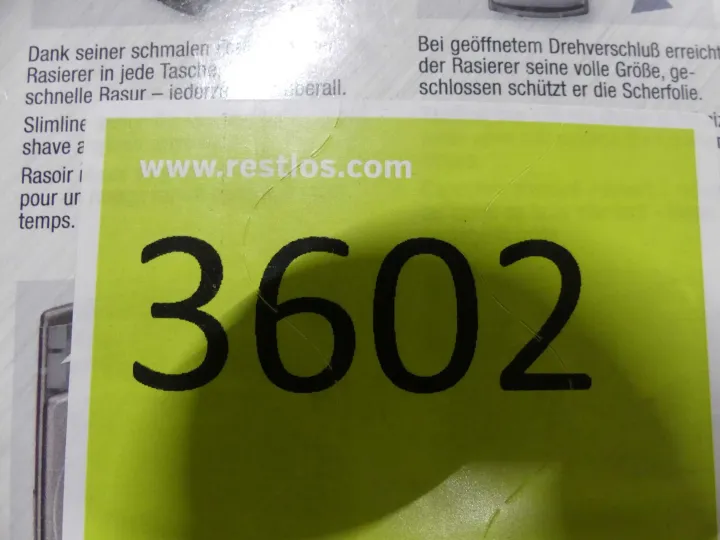 Dank seiner schmalen
Rasierer in jede Tasche,
schnelle Rasur – überall.
Bei geöffnetem Drehverschluß erreicht
der Rasierer seine volle Größe, ge-
schlossen schützt er die Scherfolie.
Slimline
shave a
Rasoir
pour ur
temps.
www.restlos.com
3602